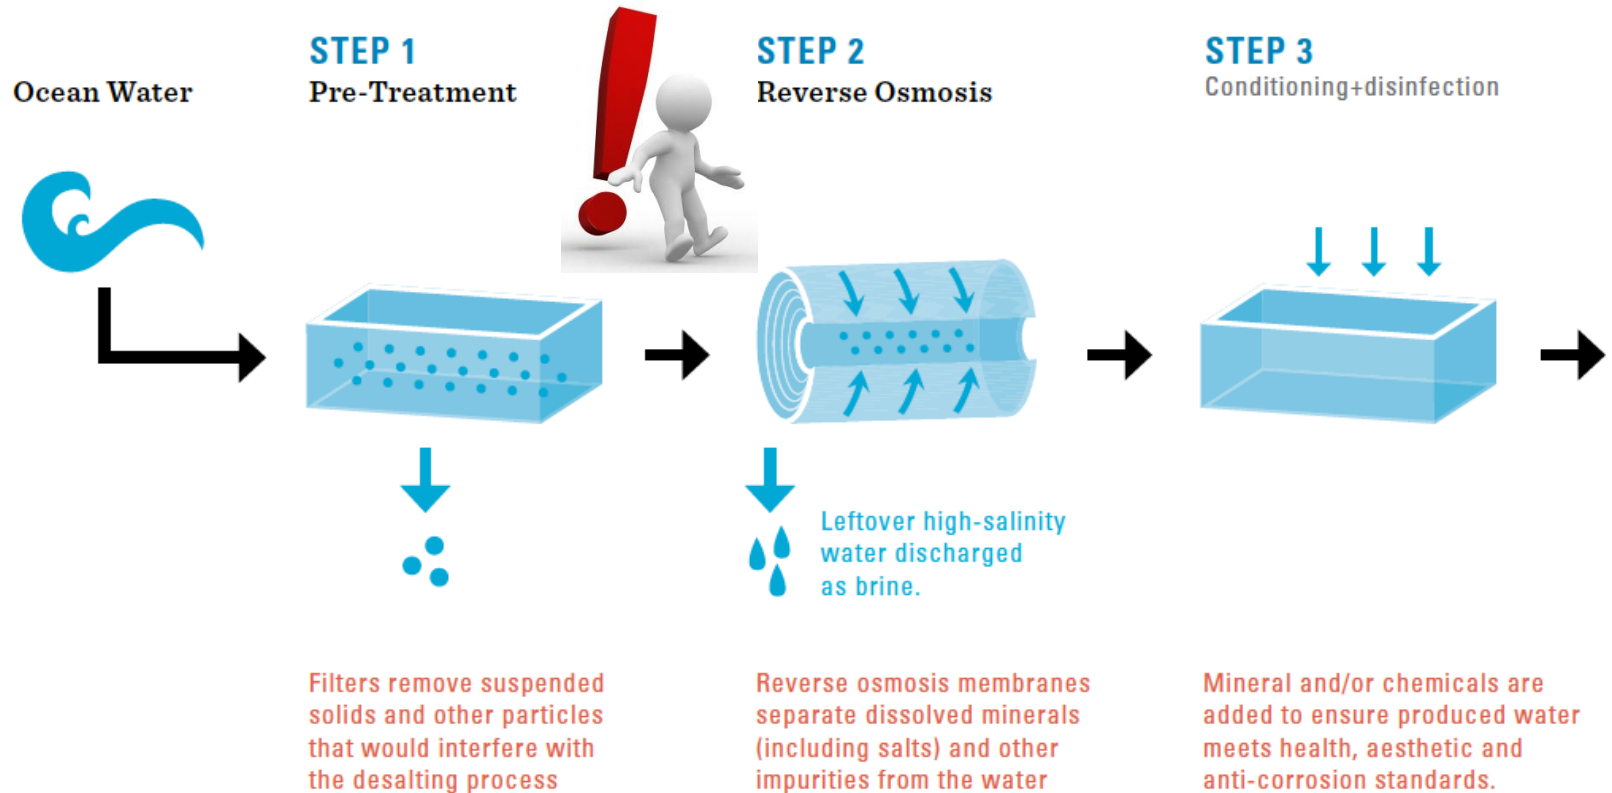 Ocean Water
STEP 1
Pre-Treatment
STEP 2
Reverse Osmosis
STEP 3
Conditioning+disinfection
Leftover high-salinity
water discharged
as brine.
Filters remove suspended
solids and other particles
that would interfere with
the desalting process
Reverse osmosis membranes
separate dissolved minerals
(including salts) and other
impurities from the water
Mineral and/or chemicals are
added to ensure produced water
meets health, aesthetic and
anti-corrosion standards.